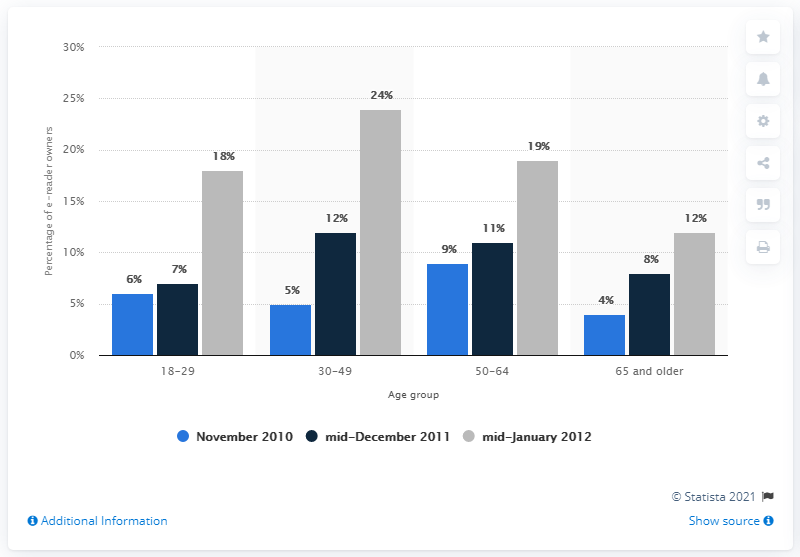 30%
25%
20%
15%
10%
5%
0%
Percentage of e-reader owners
6%
7%
18%
5%
12%
24%
9%
11%
19%
4%
8%
12%
18-29
30-49
50-64
65 and older
Age group
November 2010
mid-December 2011
mid-January 2012
© Statista 2021
Additional Information
Show source